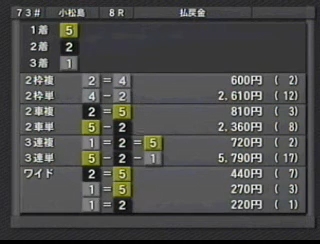 73# 小松島 8R 払戻金
1着 5
2着 2
3着 1
2枠複 2=4 600円 ( 2)
2枠単 4-2 2.610円 (12)
2車複 2=5 810円 ( 3)
2車単 5-2 2.360円 ( 8)
3連複 1=2=5 720円 ( 2)
3連単 5-2-1 5.790円 (17)
ワイド 2=5 440円 ( 7)
1=5 270円 ( 3)
1=2 220円 ( 1)